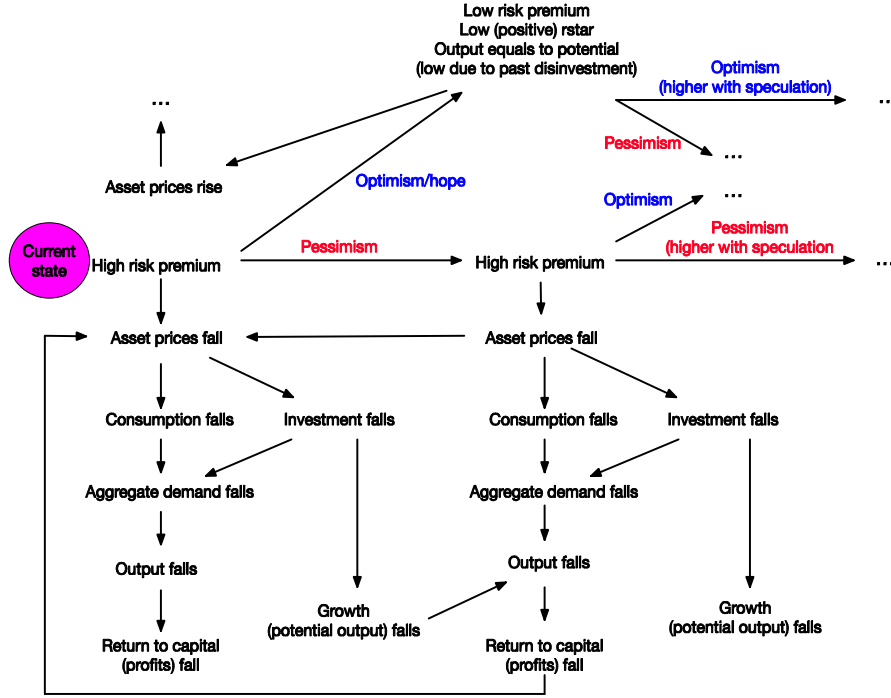 Low risk premium
Low (positive) rstar
Output equals to potential
(low due to past disinvestment)
Optimism
(higher with speculation)
...
...
Pessimism
...
Asset prices rise
Optimism/hope
Optimism
...
Current
state
High risk premium
Pessimism
High risk premium
Pessimism
(higher with speculation
...
Asset prices fall
Asset prices fall
Consumption falls
Investment falls
Consumption falls
Investment falls
Aggregate demand falls
Aggregate demand falls
Output falls
Output falls
Growth
(potential output) falls
Growth
(potential output) falls
Return to capital
(profits) fall
Return to capital
(profits) fall